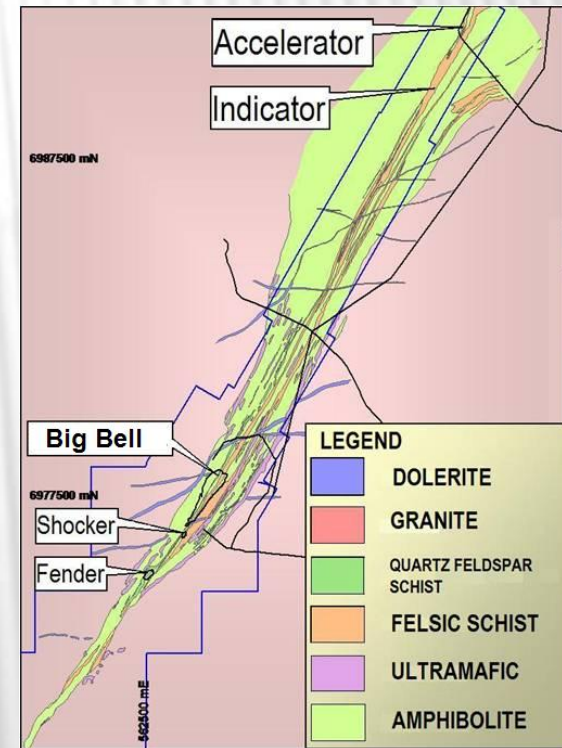 Accelerator
Indicator
6987500 mN
Big Bell
6977500 mN
Shocker
Fender
562500 mE
LEGEND
DOLERITE
GRANITE
QUARTZ FELDSPAR
SCHIST
FELSIC SCHIST
ULTRAMAFIC
AMPHIBOLITE